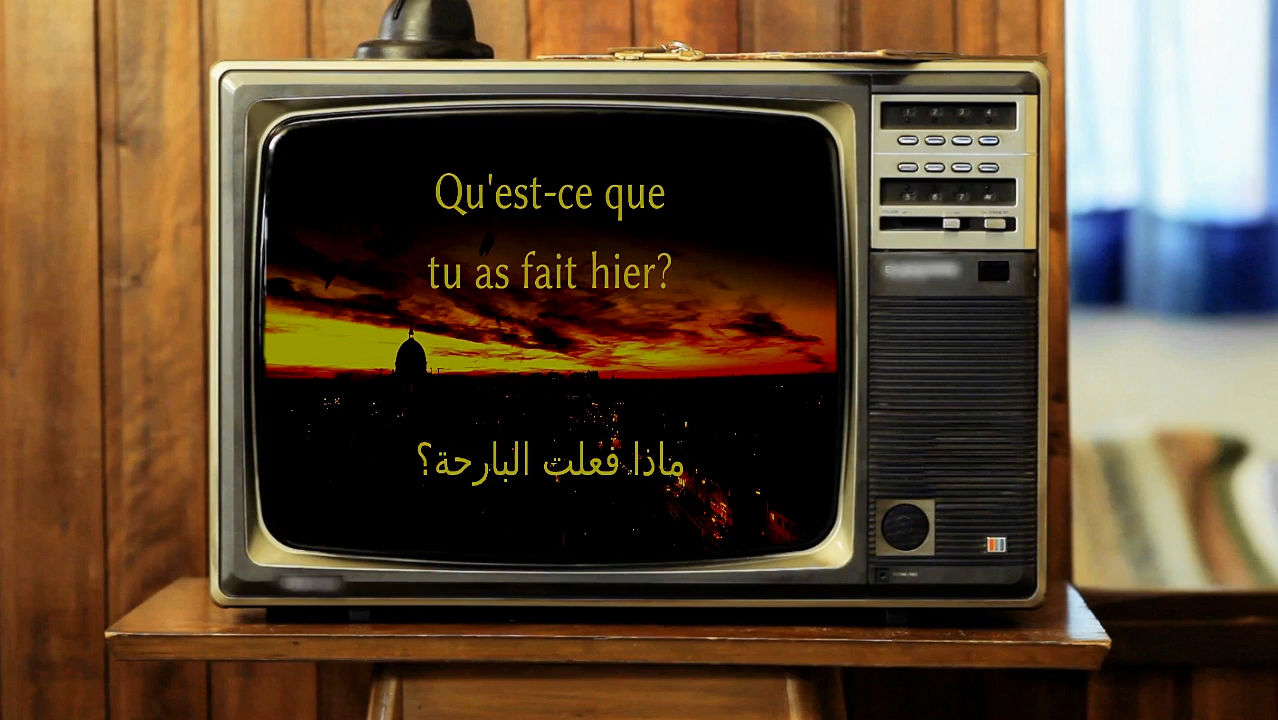 Qu'est-ce que
tu as fait hier?
ماذا فعلت البارحة؟